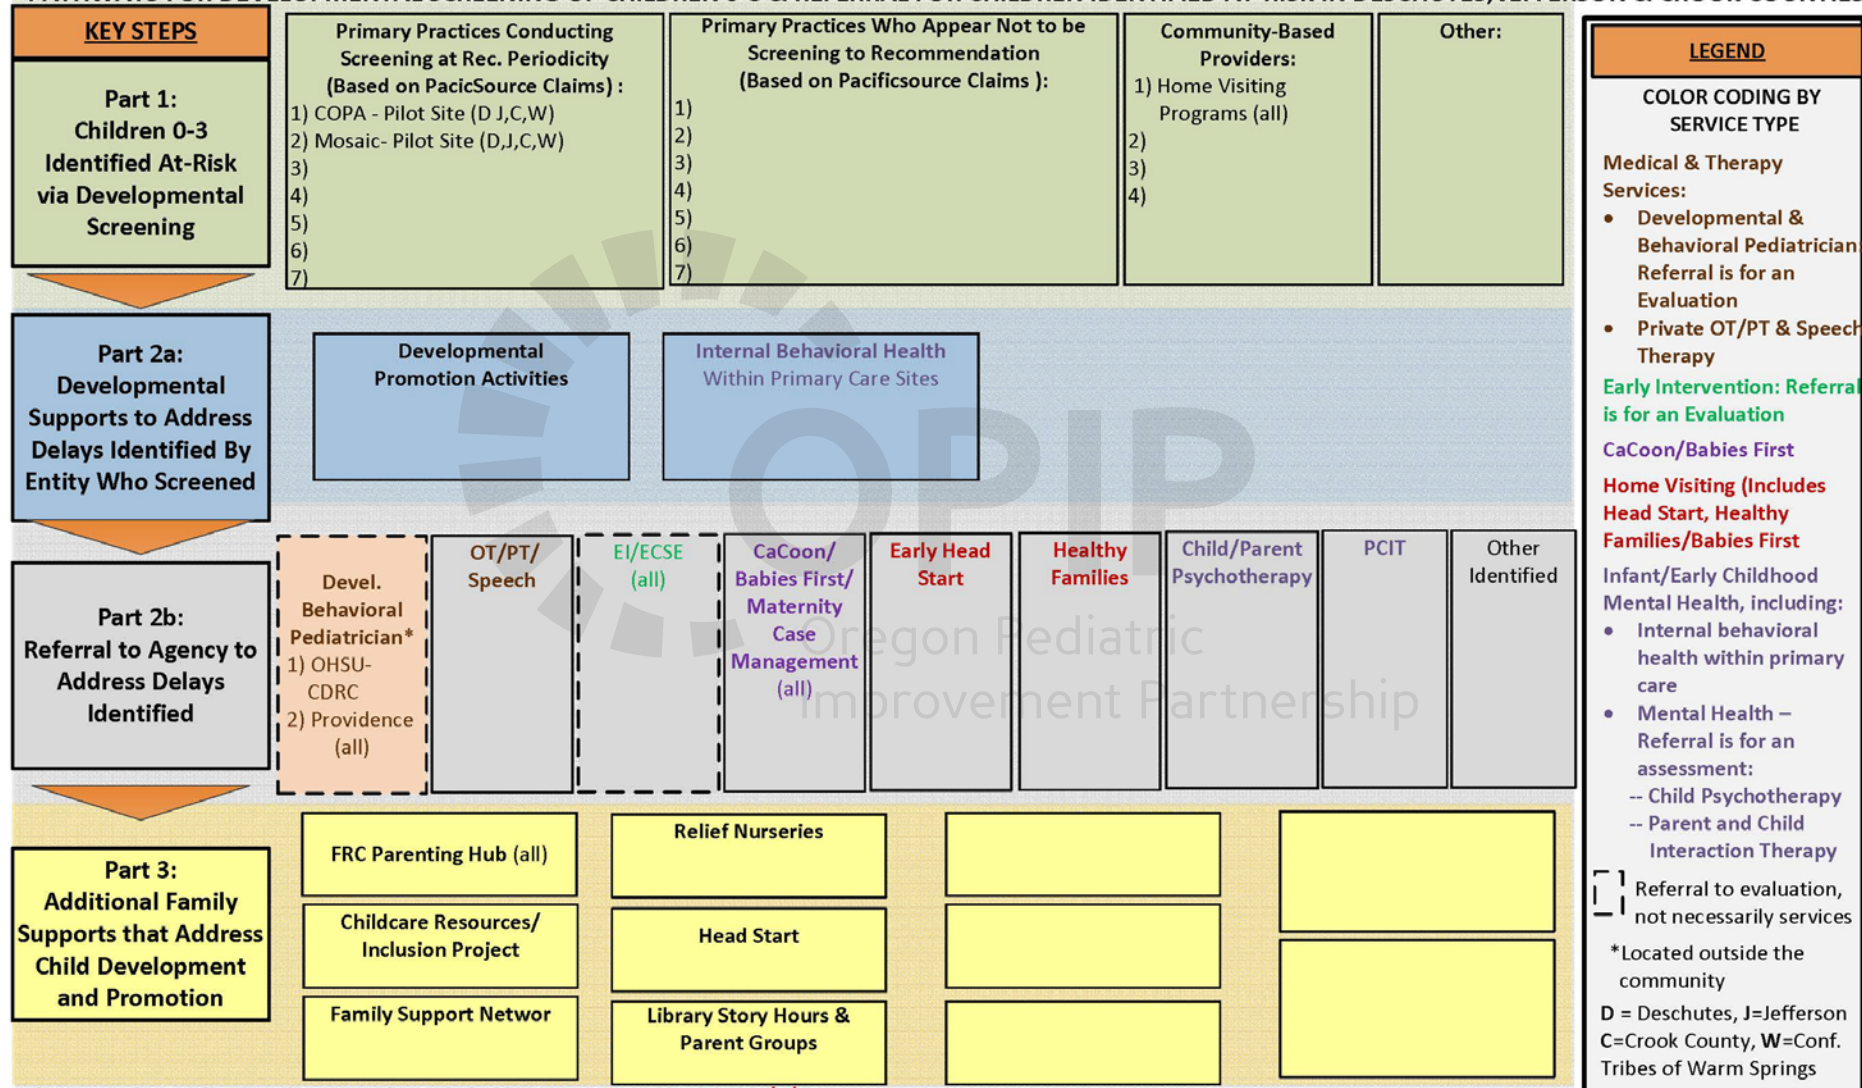 KEY STEPS
Part 1:
Children 0-3
Identified At-Risk
via Developmental
Screening
Primary Practices Conducting
Screening at Rec. Periodicity
(Based on PacicSource Claims) :
1) COPA - Pilot Site (D J,C,W)
2) Mosaic- Pilot Site (D,J,C,W)
3)
4)
5)
6)
7)
Primary Practices Who Appear Not to be
Screening to Recommendation
(Based on Pacificsource Claims ):
1)
2)
3)
4)
5)
6)
7)
Community-Based
Providers:
1) Home Visiting
Programs (all)
2)
3)
4)
Other:
Part 2a:
Developmental
Supports to Address
Delays Identified By
Entity Who Screened
Developmental
Promotion Activities
Internal Behavioral Health
Within Primary Care Sites
Part 2b:
Referral to Agency to
Address Delays
Identified
Devel.
Behavioral
Pediatrician*
1) OHSU-
CDRC
2) Providence
(all)
OT/PT/
Speech
EI/ECSE
(all)
CaCoon/
Babies First/
Maternity
Case
Management
(all)
Early Head
Start
Healthy
Families
Child/Parent
Psychotherapy
PCIT
Other
Identified
OPIP
Oregon Pediatric
Improvement Partnership
Part 3:
Additional Family
Supports that Address
Child Development
and Promotion
FRC Parenting Hub (all)
Childcare Resources/
Inclusion Project
Family Support Networ
Relief Nurseries
Head Start
Library Story Hours &
Parent Groups
LEGEND
COLOR CODING BY
SERVICE TYPE
Medical & Therapy
Services:
• Developmental &
Behavioral Pediatrician:
Referral is for an
Evaluation
• Private OT/PT & Speech
Therapy
Early Intervention: Referral
is for an Evaluation
CaCoon/Babies First
Home Visiting (Includes
Head Start, Healthy
Families/Babies First
Infant/Early Childhood
Mental Health, including:
• Internal behavioral
health within primary
care
• Mental Health –
Referral is for an
assessment:
-- Child Psychotherapy
-- Parent and Child
Interaction Therapy
Referral to evaluation,
not necessarily services
*Located outside the
community
D = Deschutes, J=Jefferson
C=Crook County, W=Conf.
Tribes of Warm Springs